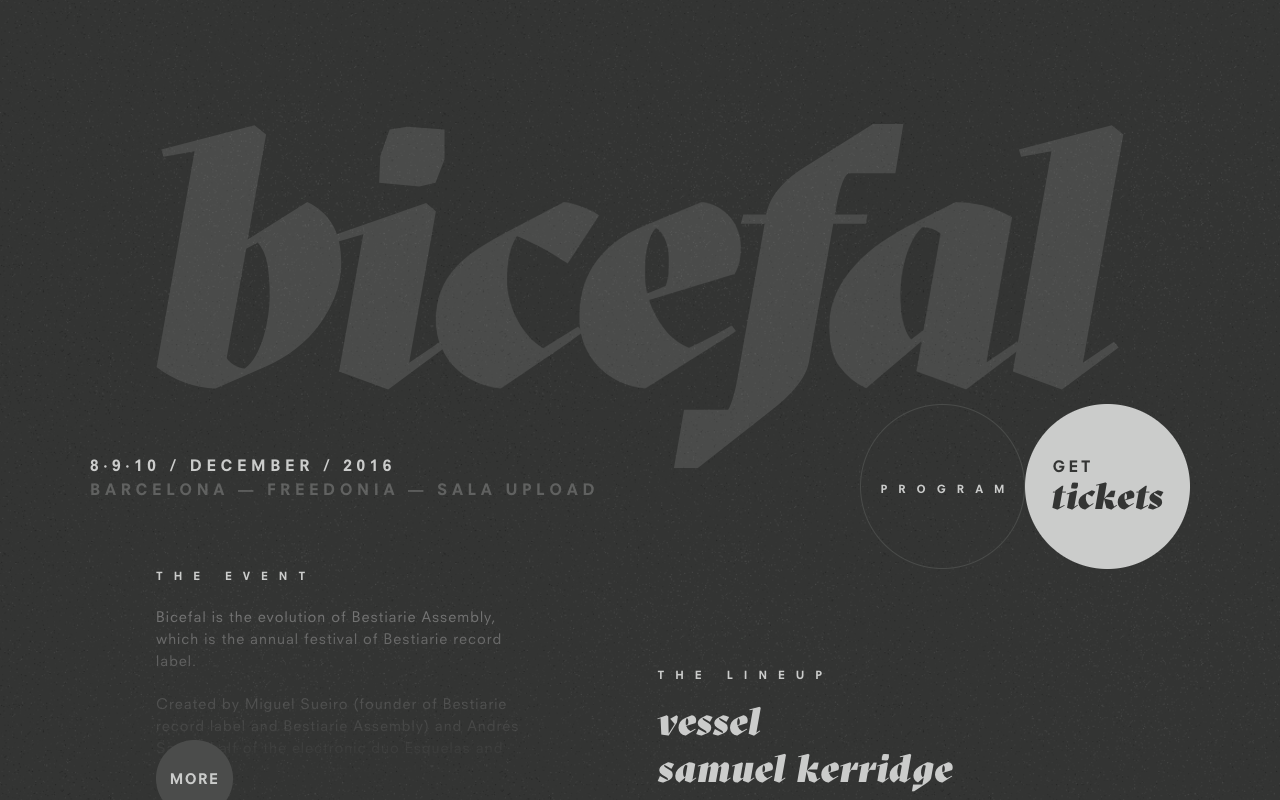 bicefal
8·9·10 / DECEMBER / 2016
BARCELONA — FREEDONIA — SALA UPLOAD
PROGRAM
GET
tickets
THE EVENT
Bicefal is the evolution of Bestiarie Assembly,
which is the annual festival of Bestiarie record
label.
Created by Miguel Sueiro (founder of Bestiarie
record label and Bestiarie Assembly) and Andrés
of the electronic duo Esquelas and
MORE
THE LINEUP
vessel
samuel kerridge